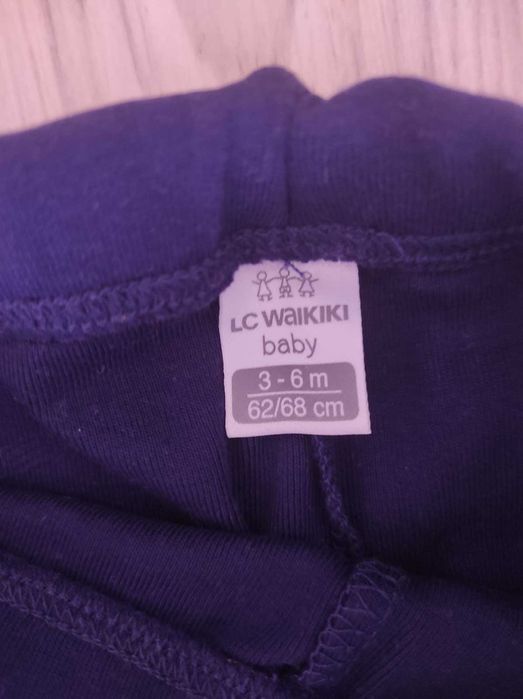 LC WAIKIKI
baby
3 - 6 m
62/68 cm